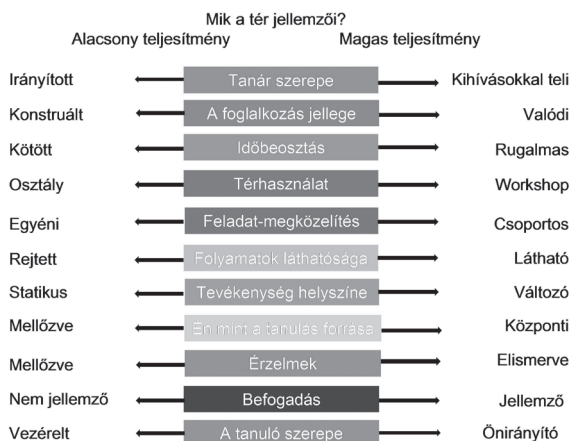 Mik a tér jellemzői?
Alacsony teljesítmény Magas teljesítmény
Irányított Tanár szerepe Kihívásokkal teli
Konstruált A foglalkozás jellege Valódi
Kötött Időbeosztás Rugalmas
Osztály Térhasználat Workshop
Egyéni Feladat-megközelítés Csoportos
Rejtett Folyamatok láthatósága Látható
Statikus Tevékenység helyszíne Változó
Mellőzve Én mint a tanulás forrása Központi
Mellőzve Érzelmek Elismerve
Nem jellemző Befogadás Jellemző
Vezérelt A tanuló szerepe Önirányító